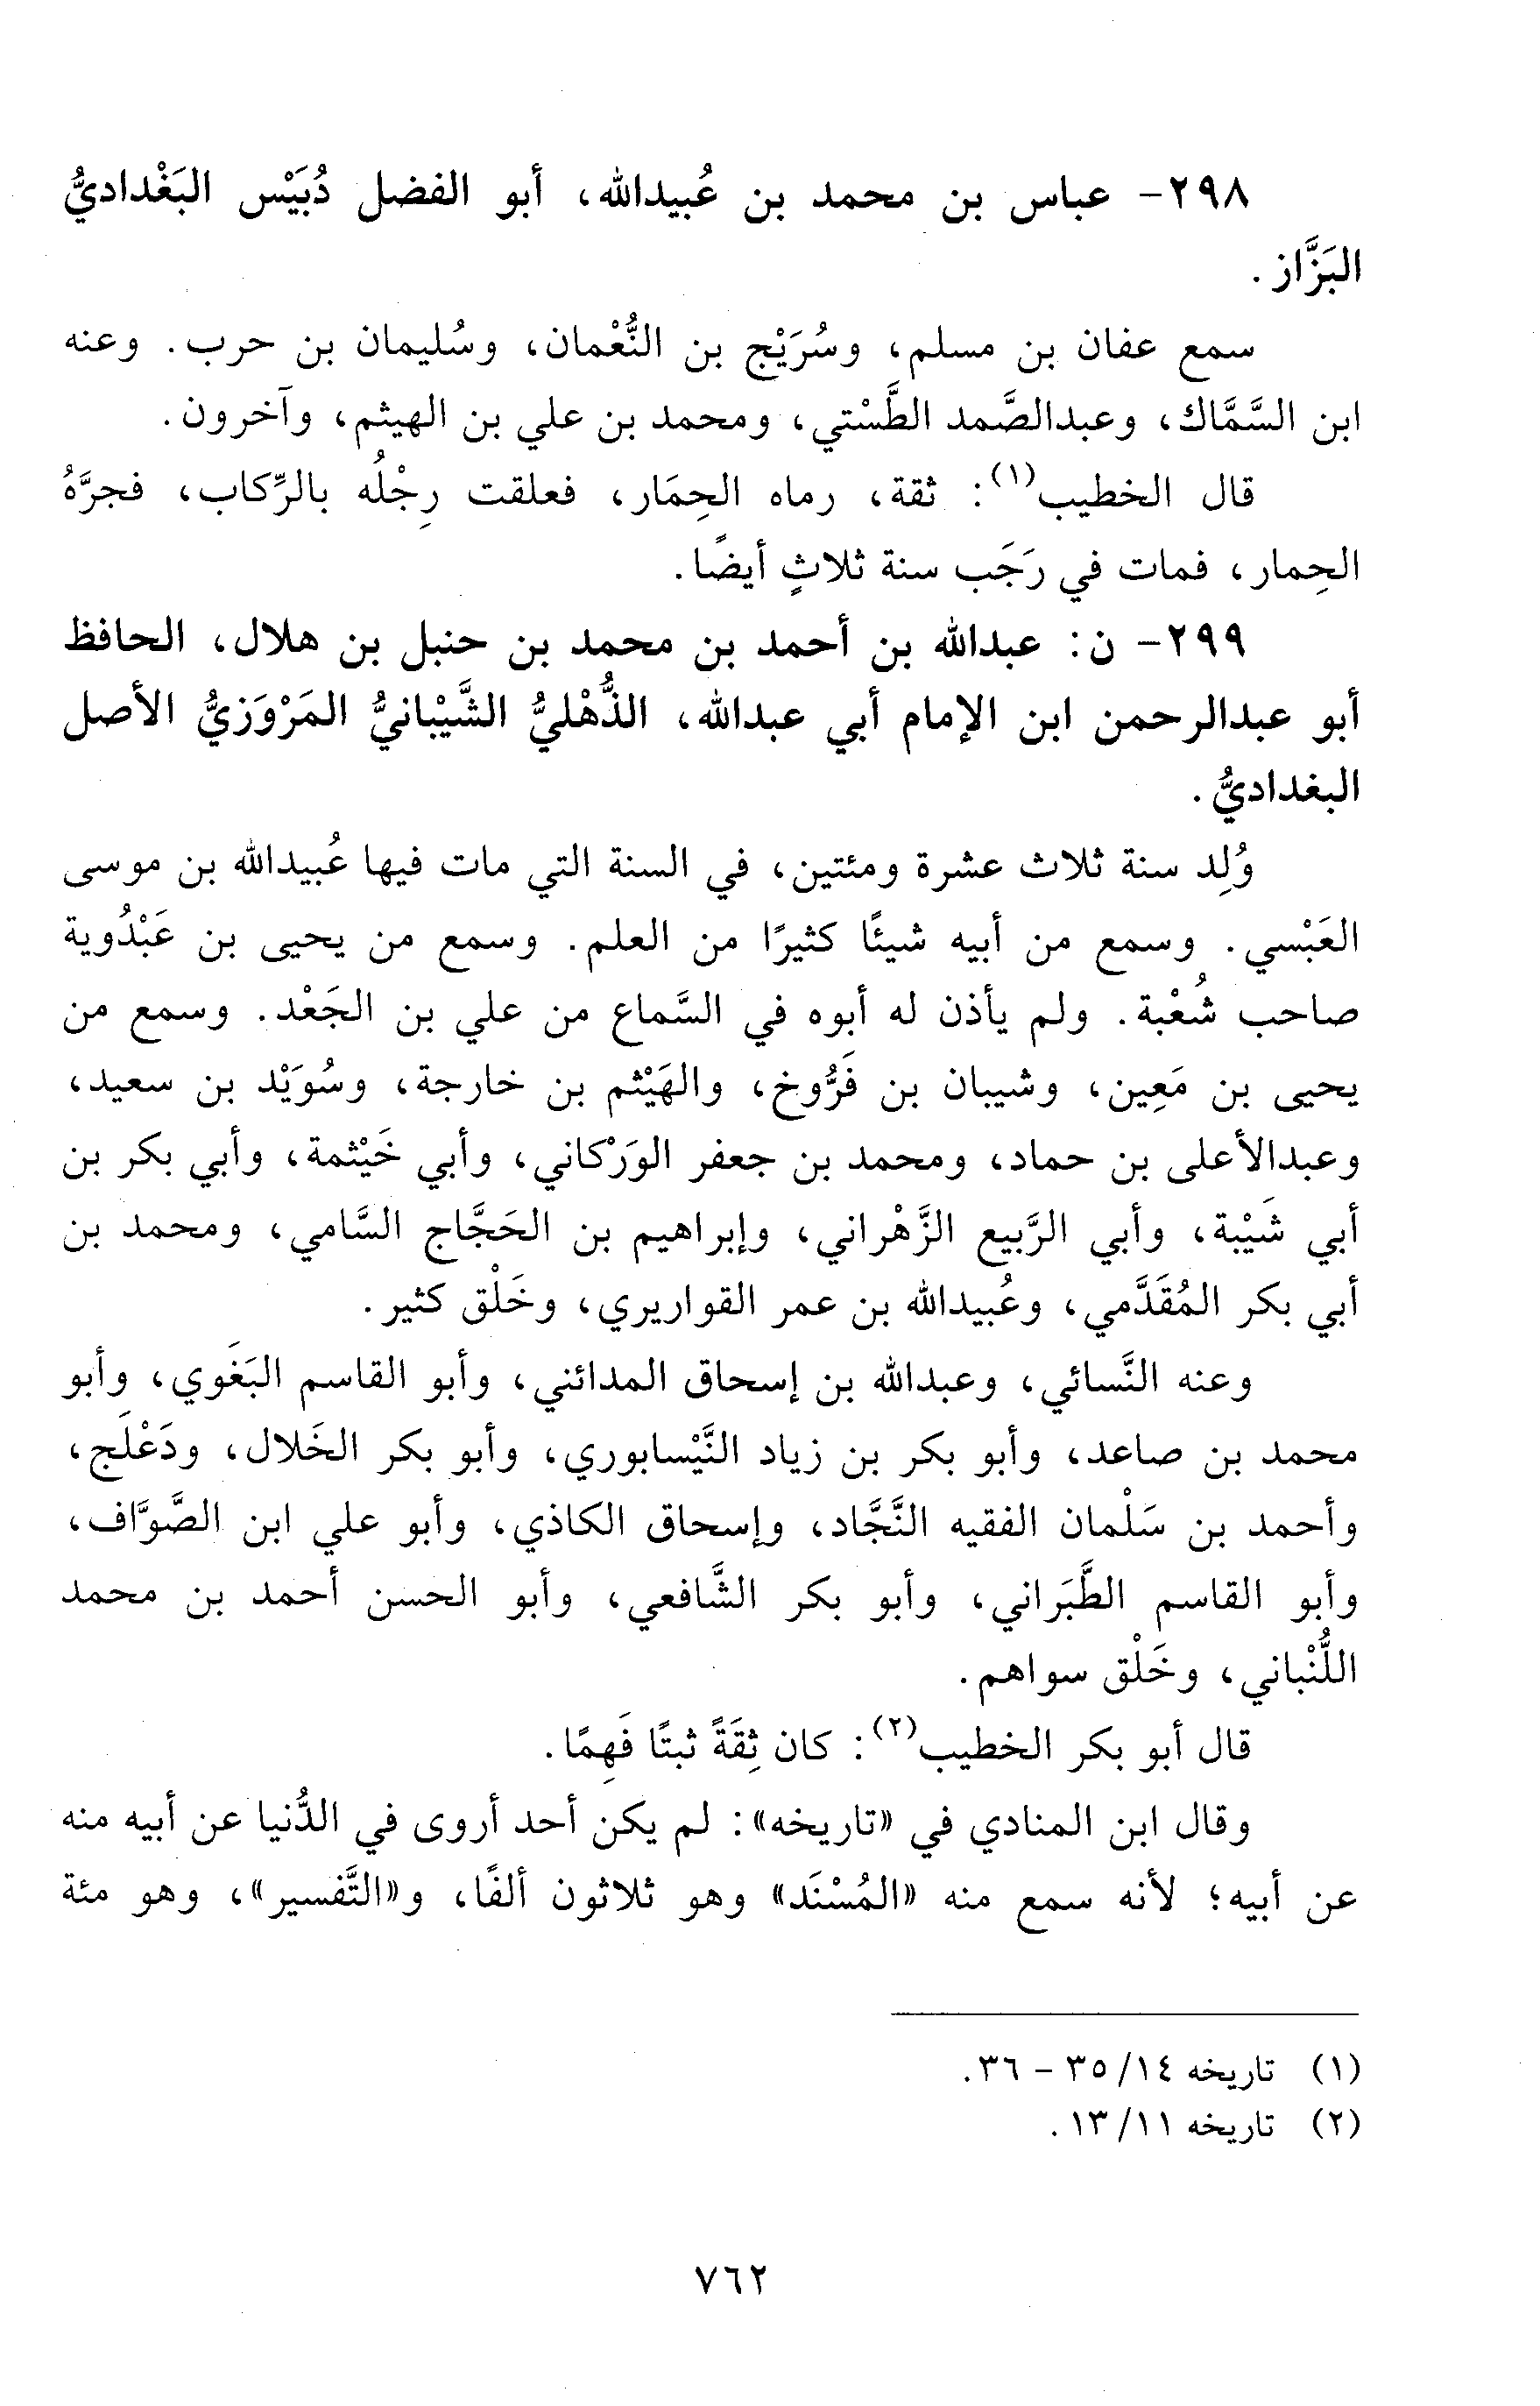 ٢٩٨- عباس بن محمد بن عُبيدالله، أبو الفضل دُبَيْس البَغْداديُّ
البَزَّاز.
سمع عفان بن مسلم، وسُرَيْج بن النُّعْمان، وسُليمان بن حرب. وعنه
ابن السَّمَّاك، وعبدالصَّمد الطَّسْتي، ومحمد بن علي بن الهيثم، وآخرون.
قال الخطيب(١): ثقة، رماه الحِمَار، فعلقت رِجْلُه بالرِّكاب، فجرَّهُ
الحِمار، فمات في رَجَب سنة ثلاثٍ أيضًا.
٢٩٩- ن: عبدالله بن أحمد بن محمد بن حنبل بن هلال، الحافظ
أبو عبدالرحمن ابن الإمام أبي عبدالله، الذُّهْليُّ الشَّيْبانيُّ المَرْوَزيُّ الأصل
البغداديُّ.
وُلِد سنة ثلاث عشرة ومئتين، في السنة التي مات فيها عُبيدالله بن موسى
العَبْسي. وسمع من أبيه شيئًا كثيرًا من العلم. وسمع من يحيى بن عَبْدُوية
صاحب شُعْبة. ولم يأذن له أبوه في السَّماع من علي بن الجَعْد. وسمع من
يحيى بن مَعِين، وشيبان بن فَرُّوخ، والهَيْثم بن خارجة، وسُوَيْد بن سعيد،
وعبدالأعلى بن حماد، ومحمد بن جعفر الوَرْكاني، وأبي خَيْثمة، وأبي بكر بن
أبي شَيْبة، وأبي الرَّبيع الزَّهْراني، وإبراهيم بن الحَجَّاج السَّامي، ومحمد بن
أبي بكر المُقَدَّمي، وعُبيدالله بن عمر القواريري، وخَلْق كثير.
وعنه النَّسائي، وعبدالله بن إسحاق المدائني، وأبو القاسم البَغَوي، وأبو
محمد بن صاعد، وأبو بكر بن زياد النَّيْسابوري، وأبو بكر الخَلال، ودَعْلَج،
وأحمد بن سَلْمان الفقيه النَّجَّاد، وإسحاق الكاذي، وأبو علي ابن الصَّوَّاف،
وأبو القاسم الطَّبَراني، وأبو بكر الشَّافعي، وأبو الحسن أحمد بن محمد
اللُّنْباني، وخَلْق سواهم.
قال أبو بكر الخطيب(٢): كان ثِقَةً ثبتًا فَهِمًا.
وقال ابن المنادي في «تاريخه»: لم يكن أحد أروى في الدُّنيا عن أبيه منه
عن أبيه؛ لأنه سمع منه «المُسْنَد» وهو ثلاثون ألفًا، و«التَّفسير»، وهو مئة
(١) تاريخه ١٤/ ٣٥ - ٣٦.
(٢) تاريخه ١١/ ١٣.
٧٦٢